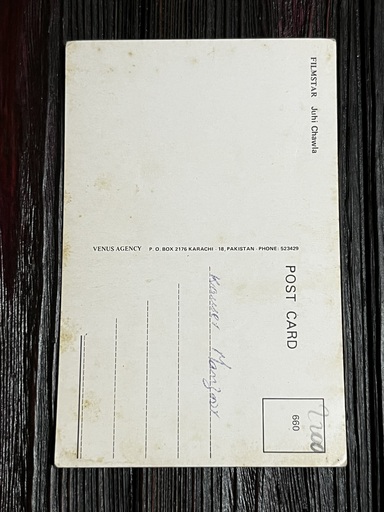 FILMSTAR Juhi Chawla
VENUS AGENCY P. O. BOX 2176 KARACHI - 18, PAKISTAN - PHONE: 523429
POST CARD
660